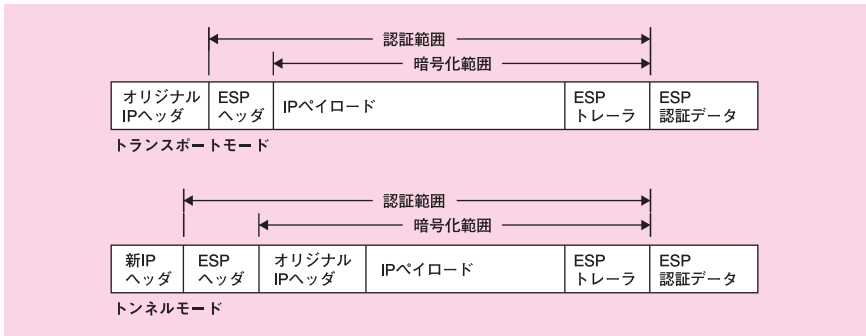 認証範囲
暗号化範囲
オリジナル
IPヘッダ
ESP
ヘッダ
IPペイロード
ESP
トレーラ
ESP
認証データ
トランスポートモード
認証範囲
暗号化範囲
新IP
ヘッダ
ESP
ヘッダ
オリジナル
IPヘッダ
IPペイロード
ESP
トレーラ
ESP
認証データ
トンネルモード